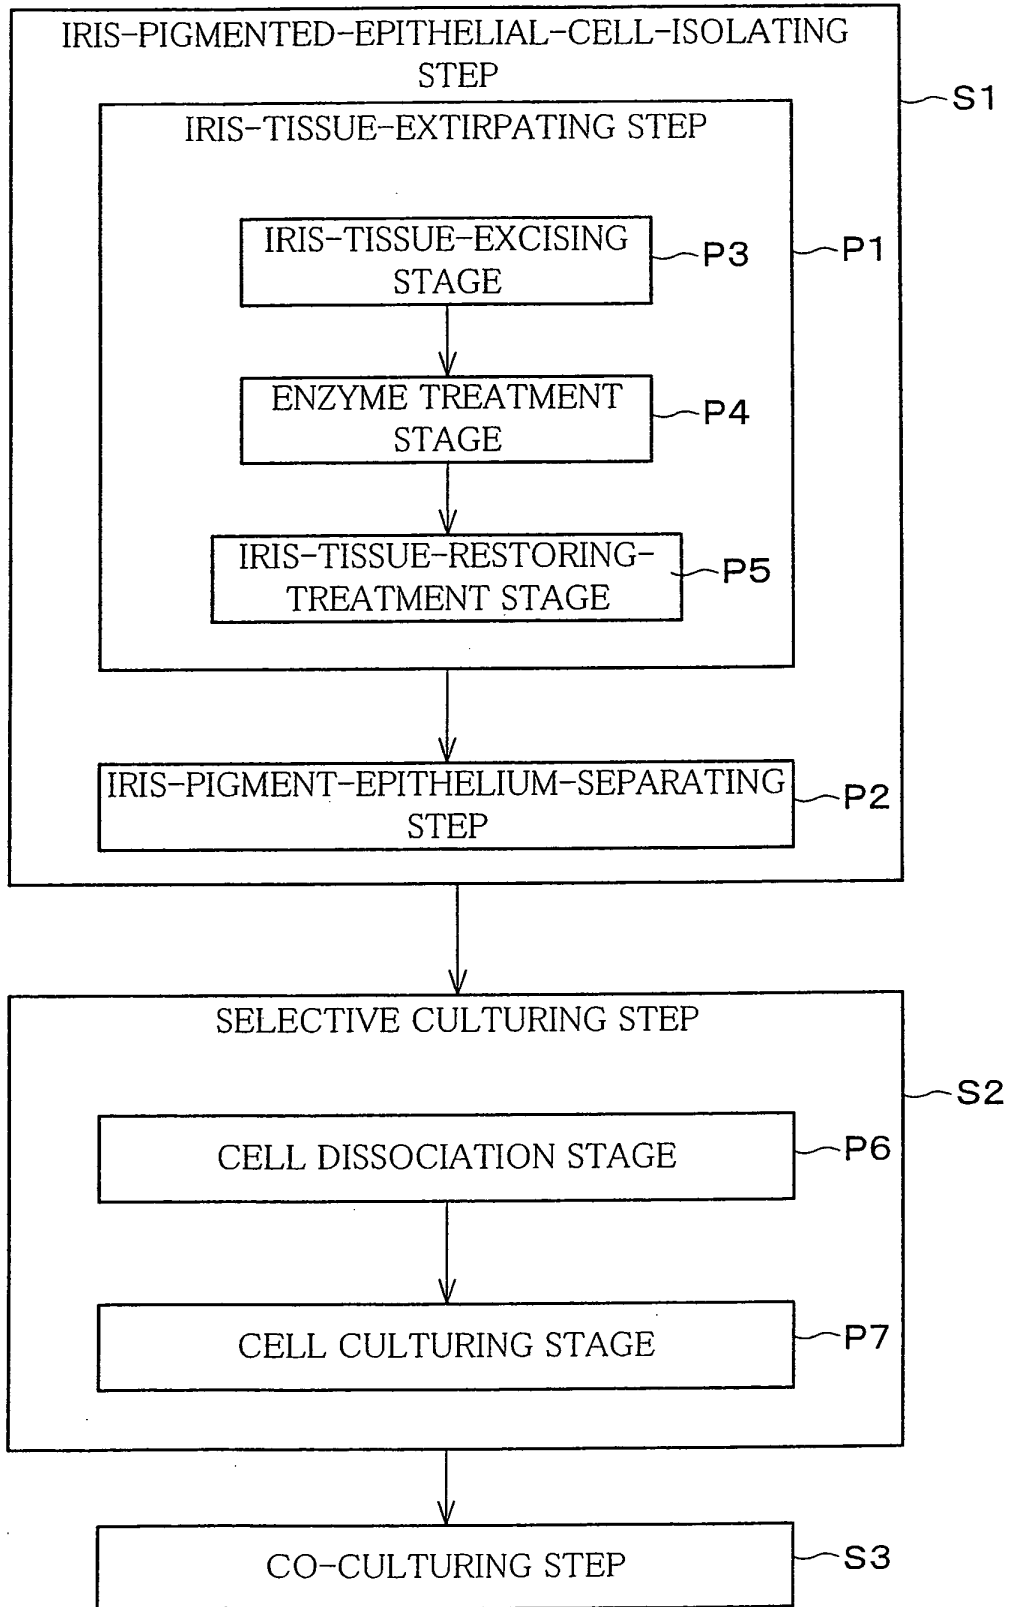 IRIS-PIGMENTED-EPITHELIAL-CELL-ISOLATING
STEP
S1
IRIS-TISSUE-EXTIRPATING STEP
P1
IRIS-TISSUE-EXCISING
STAGE
P3
ENZYME TREATMENT
STAGE
P4
IRIS-TISSUE-RESTORING-
TREATMENT STAGE
P5
IRIS-PIGMENT-EPITHELIUM-SEPARATING
STEP
P2
SELECTIVE CULTURING STEP
S2
CELL DISSOCIATION STAGE
P6
CELL CULTURING STAGE
P7
CO-CULTURING STEP
S3